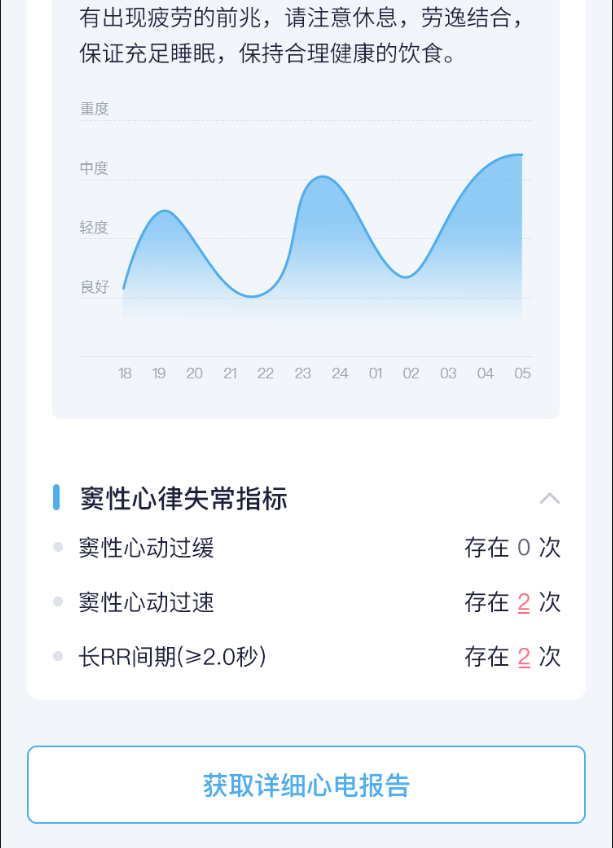 有出现疲劳的前兆，请注意休息，劳逸结合，
保证充足睡眠，保持合理健康的饮食。
重度
中度
轻度
良好
18 19 20 21 22 23 24 01 02 03 04 05
窦性心律失常指标
窦性心动过缓 存在 0 次
窦性心动过速 存在 2 次
长RR间期(≥2.0秒) 存在 2 次
获取详细心电报告